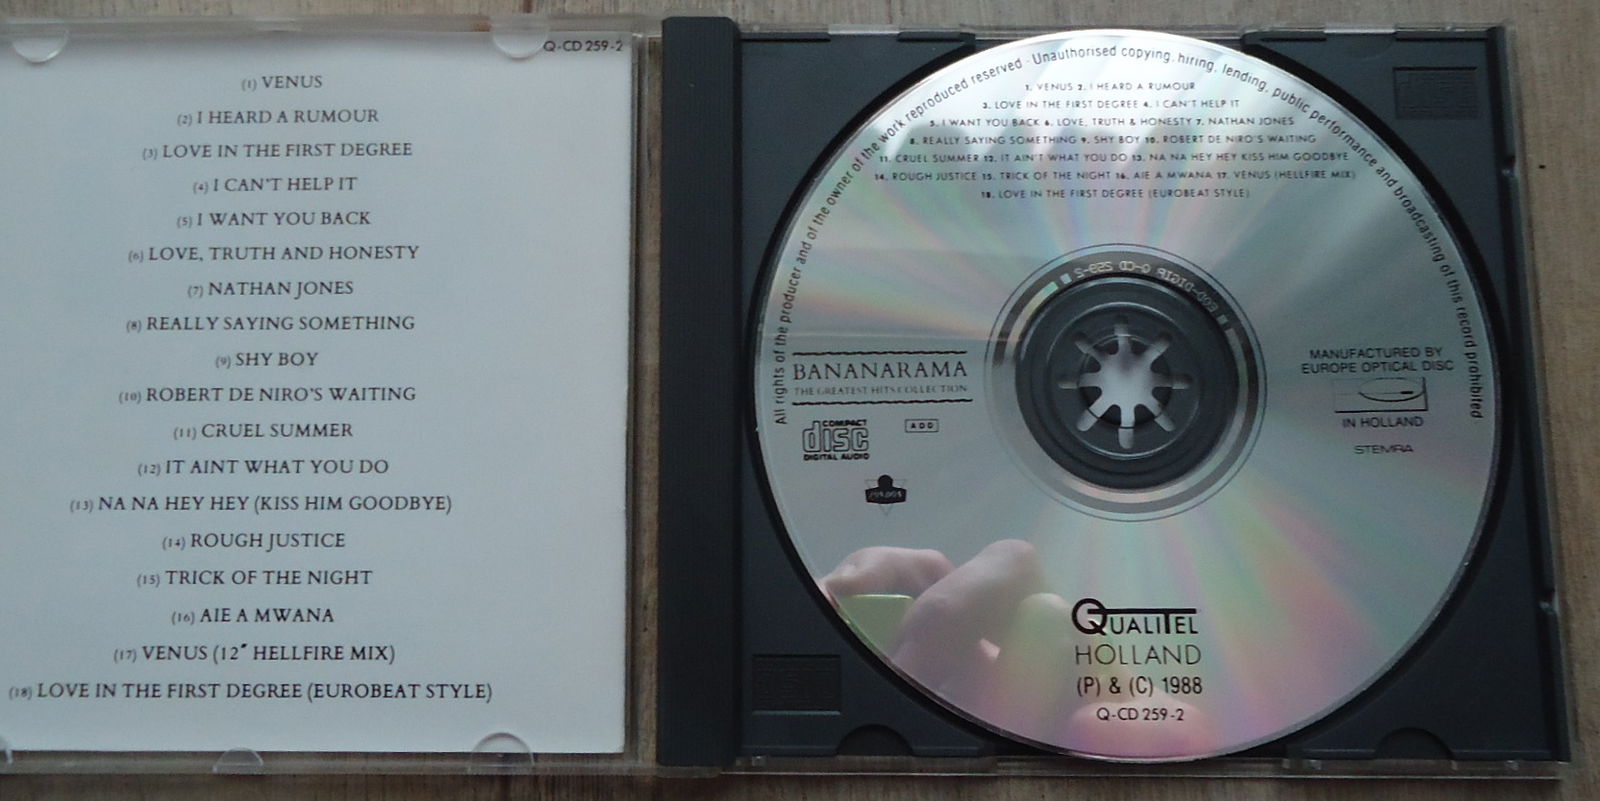 Q-CD 259-2
(1) VENUS
(2) I HEARD A RUMOUR
(3) LOVE IN THE FIRST DEGREE
(4) I CAN'T HELP IT
(5) I WANT YOU BACK
(6) LOVE, TRUTH AND HONESTY
(7) NATHAN JONES
(8) REALLY SAYING SOMETHING
(9) SHY BOY
(10) ROBERT DE NIRO'S WAITING
(11) CRUEL SUMMER
(12) IT AINT WHAT YOU DO
(13) NA NA HEY HEY (KISS HIM GOODBYE)
(14) ROUGH JUSTICE
(15) TRICK OF THE NIGHT
(16) AIE A MWANA
(17) VENUS (12" HELLFIRE MIX)
(18) LOVE IN THE FIRST DEGREE (EUROBEAT STYLE)
All rights of the producer and of the owner of the work reproduced reserved · Unauthorised copying, hiring, lending, public performance and broadcasting of this record prohibited
1. VENUS 2. I HEARD A RUMOUR
3. LOVE IN THE FIRST DEGREE 4. I CAN'T HELP IT
5. I WANT YOU BACK 6. LOVE, TRUTH & HONESTY 7. NATHAN JONES
8. REALLY SAYING SOMETHING 9. SHY BOY 10. ROBERT DE NIRO'S WAITING
11. CRUEL SUMMER 12. IT AIN'T WHAT YOU DO 13. NA NA HEY HEY KISS HIM GOODBYE
14. ROUGH JUSTICE 15. TRICK OF THE NIGHT 16. AIE A MWANA 17. VENUS (HELLFIRE MIX)
18. LOVE IN THE FIRST DEGREE (EUROBEAT STYLE)
EOD-DIGIP Q-CD 259-2
BANANARAMA
THE GREATEST HITS COLLECTION
COMPACT
disc
DIGITAL AUDIO
ADD
MANUFACTURED BY
EUROPE OPTICAL DISC
IN HOLLAND
STEMRA
QUALITEL
HOLLAND
(P) & (C) 1988
Q-CD 259-2